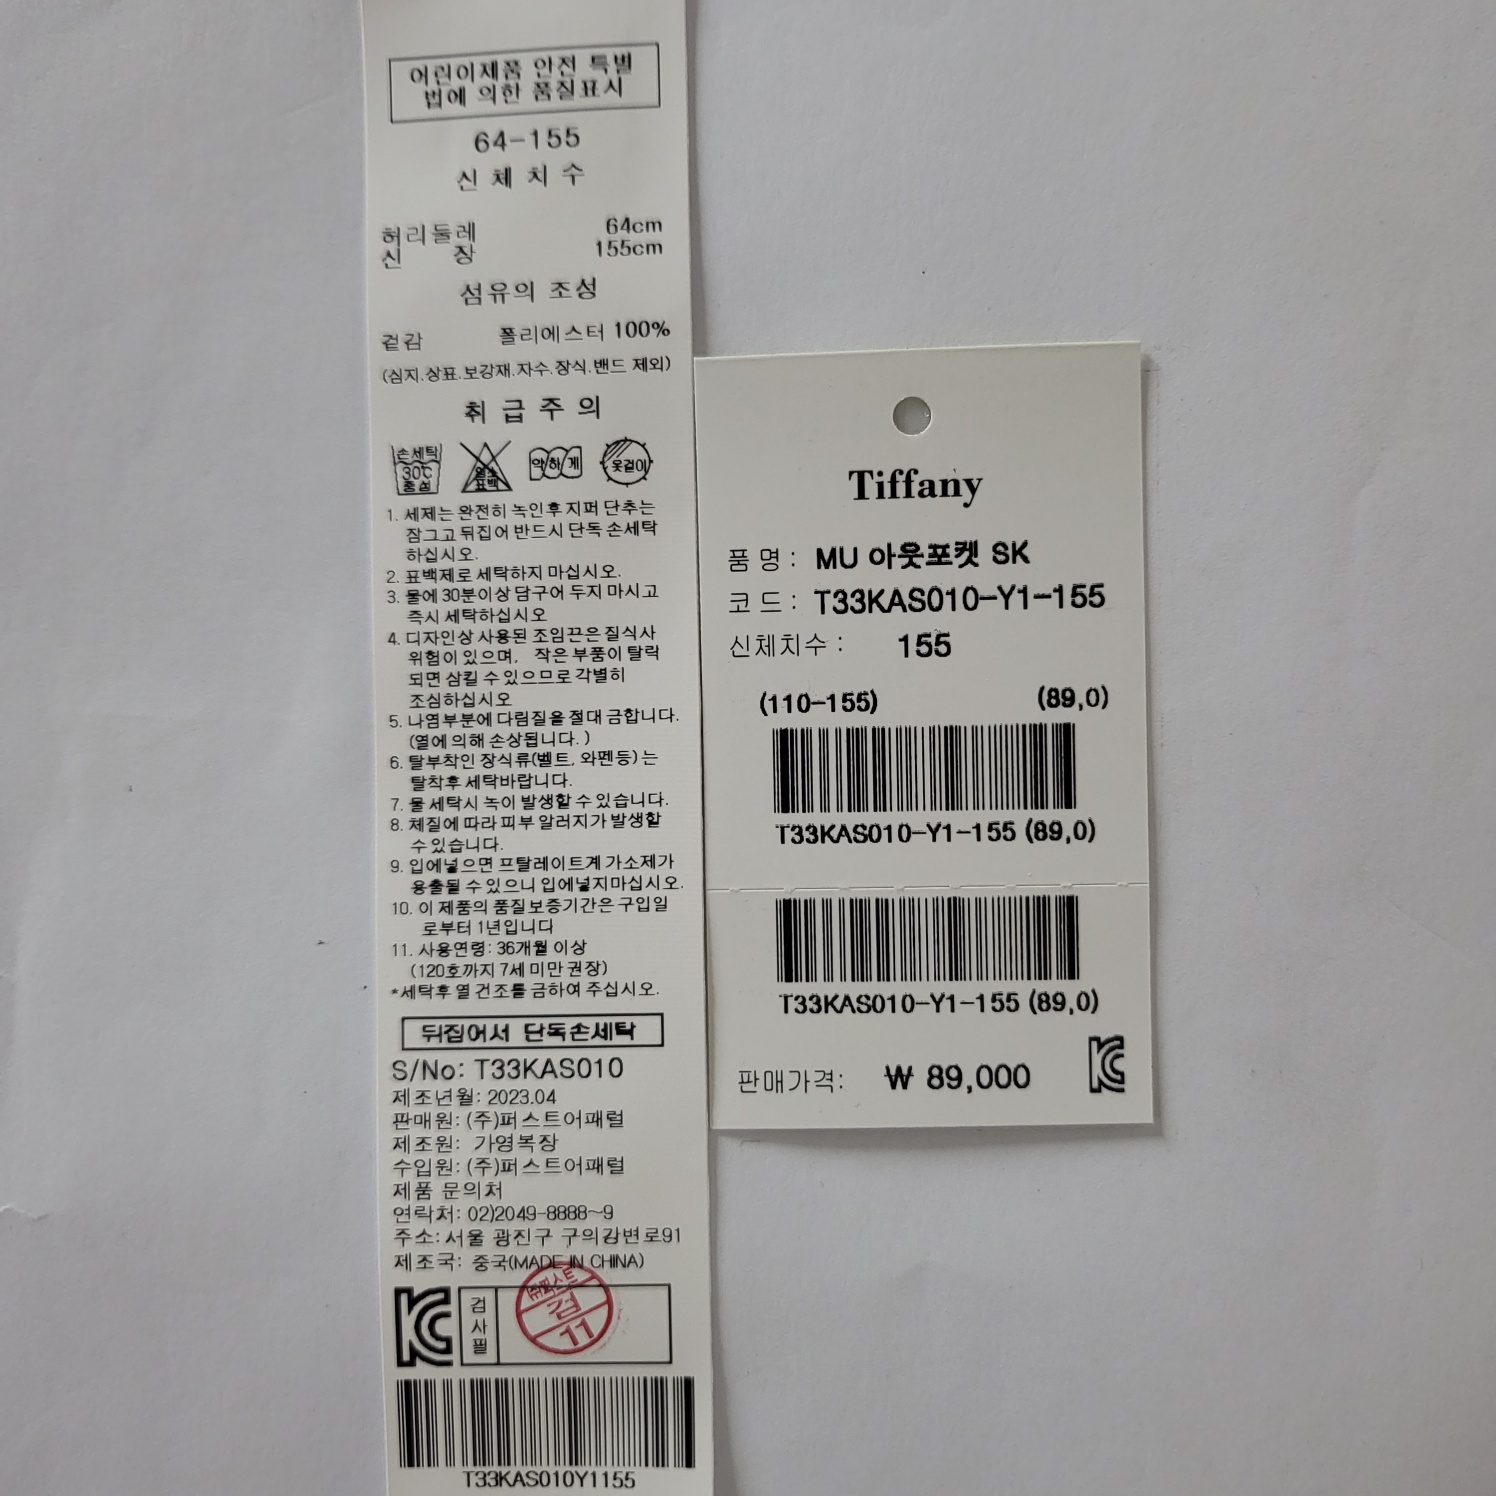 어린이제품 안전 특별
법에 의한 품질표시
64-155
신체치수
허리둘레 64cm
신 장 155cm
섬유의 조성
겉감 폴리에스터 100%
(심지.상표.보강재.자수.장식.밴드 제외)
취급주의
손세탁
30℃
중성
염소
표백
약하게
옷걸이
1. 세제는 완전히 녹인후 지퍼 단추는
잠그고 뒤집어 반드시 단독 손세탁
하십시오.
2. 표백제로 세탁하지 마십시오.
3. 물에 30분이상 담구어 두지 마시고
즉시 세탁하십시오
4. 디자인상 사용된 조임끈은 질식사
위험이 있으며, 작은 부품이 탈락
되면 삼킬 수 있으므로 각별히
조심하십시오
5. 나염부분에 다림질을 절대 금합니다.
(열에 의해 손상됩니다. )
6. 탈부착인 장식류(벨트, 와펜등) 는
탈착후 세탁바랍니다.
7. 물 세탁시 녹이 발생할 수 있습니다.
8. 체질에 따라 피부 알러지가 발생할
수 있습니다.
9. 입에넣으면 프탈레이트계 가소제가
용출될 수 있으니 입에넣지마십시오.
10. 이 제품의 품질보증기간은 구입일
로부터 1년입니다
11. 사용연령: 36개월 이상
(120호까지 7세 미만 권장)
*세탁후 열 건조를 금하여 주십시오.
뒤집어서 단독손세탁
S/No: T33KAS010
제조년월: 2023.04
판매원: (주)퍼스트어패럴
제조원: 가영복장
수입원: (주)퍼스트어패럴
제품 문의처
연락처: 02)2049-8888~9
주소: 서울 광진구 구의강변로91
제조국: 중국(MADE IN CHINA)
검사필
㈜퍼스트
검
11
T33KAS010Y1155
Tiffany
품 명 : MU 아웃포켓 SK
코 드 : T33KAS010-Y1-155
신체치수 : 155
(110-155) (89,0)
T33KAS010-Y1-155 (89,0)
T33KAS010-Y1-155 (89,0)
판매가격: ₩ 89,000